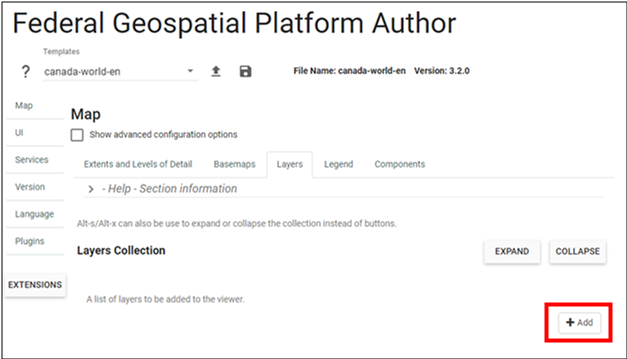 Federal Geospatial Platform Author
Templates
? canada-world-en File Name: canada-world-en Version: 3.2.0
Map
UI
Services
Version
Language
Plugins
EXTENSIONS
Map
Show advanced configuration options
Extents and Levels of Detail Basemaps Layers Legend Components
- Help - Section information
Alt-s/Alt-x can also be use to expand or collapse the collection instead of buttons.
Layers Collection EXPAND COLLAPSE
A list of layers to be added to the viewer.
+ Add